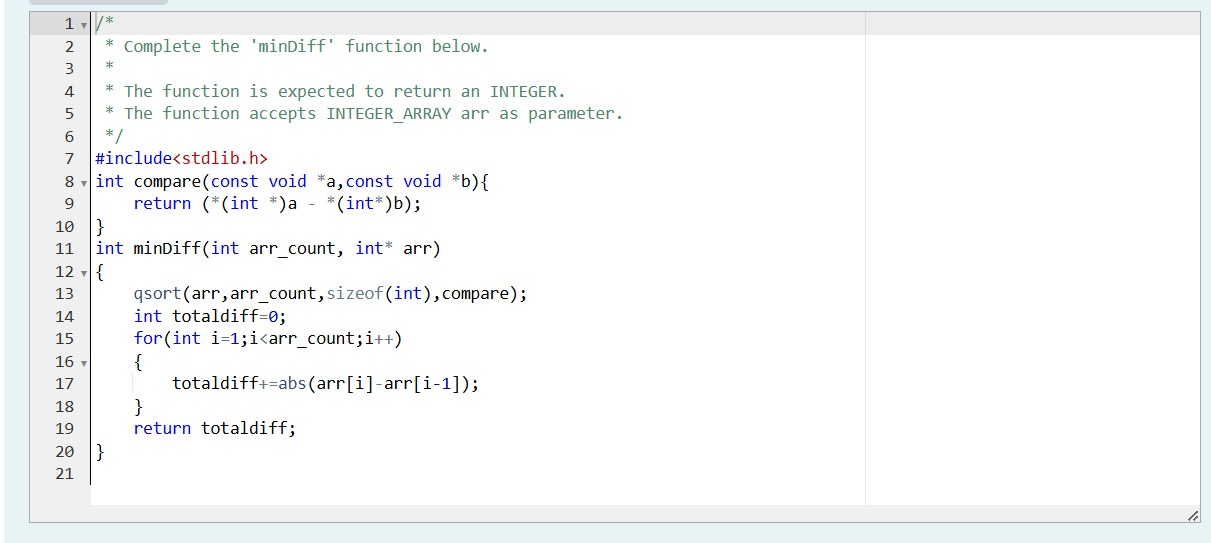 1 /*
2  * Complete the 'minDiff' function below.
3  *
4  * The function is expected to return an INTEGER.
5  * The function accepts INTEGER_ARRAY arr as parameter.
6  */
7 #include<stdlib.h>
8 int compare(const void *a,const void *b){
9     return (*(int *)a - *(int*)b);
10 }
11 int minDiff(int arr_count, int* arr)
12 {
13     qsort(arr,arr_count,sizeof(int),compare);
14     int totaldiff=0;
15     for(int i=1;i<arr_count;i++)
16     {
17         totaldiff+=abs(arr[i]-arr[i-1]);
18     }
19     return totaldiff;
20 }
21